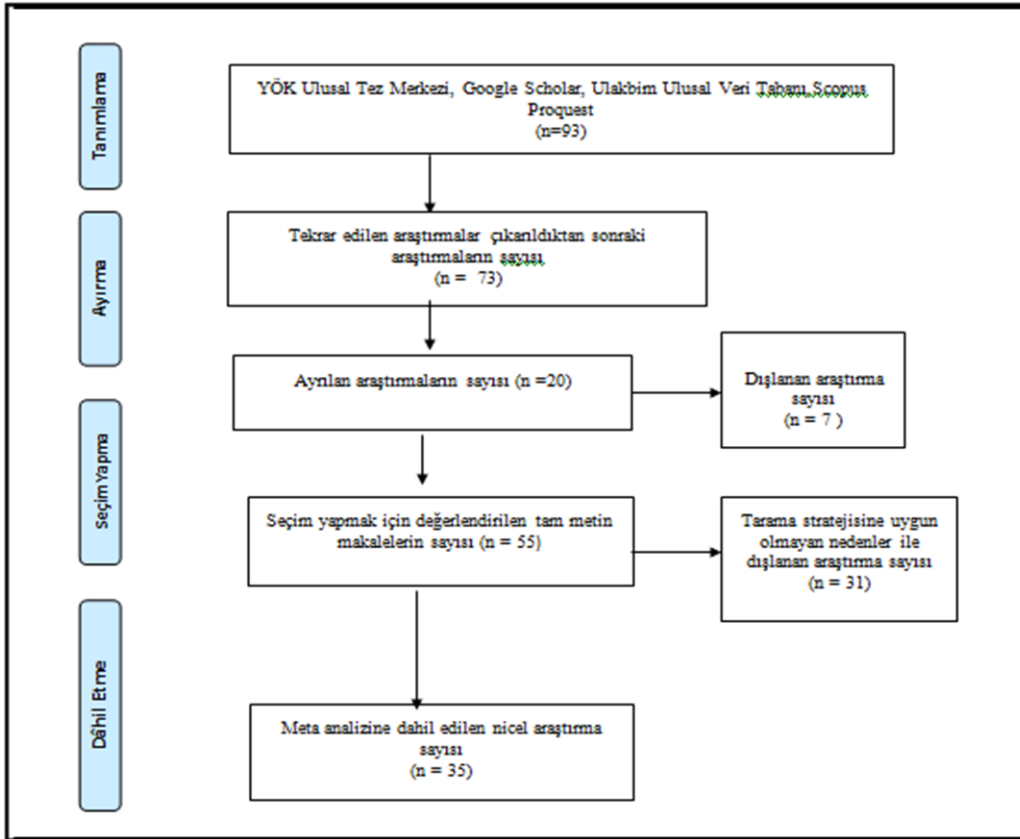 Tanımlama
YÖK Ulusal Tez Merkezi, Google Scholar, Ulakbim Ulusal Veri Tabanı,Scopus
Proquest
(n=93)
Ayırma
Tekrar edilen araştırmalar çıkarıldıktan sonraki
araştırmaların sayısı
(n = 73)
Ayrılan araştırmaların sayısı (n =20)
Dışlanan araştırma
sayısı
(n = 7 )
Seçim Yapma
Seçim yapmak için değerlendirilen tam metin
makalelerin sayısı (n = 55)
Tarama stratejisine uygun
olmayan nedenler ile
dışlanan araştırma sayısı
(n = 31)
Dâhil Etme
Meta analizine dahil edilen nicel araştırma
sayısı
(n = 35)